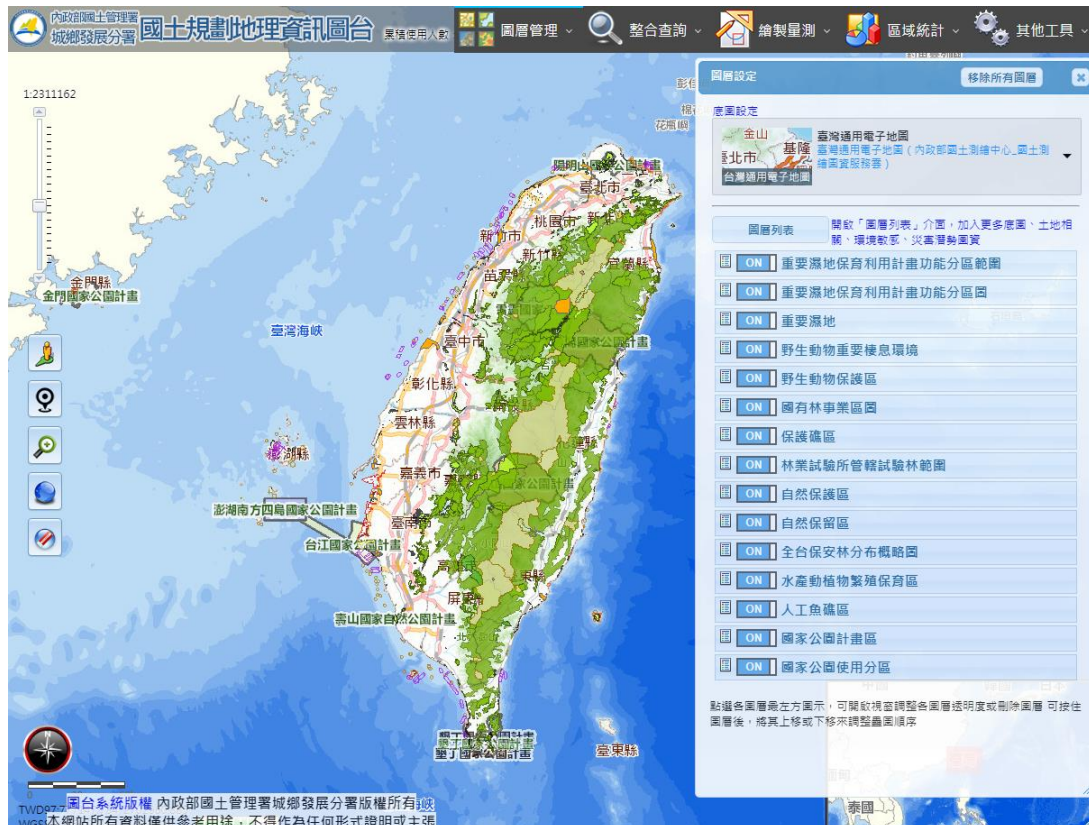 內政部國土管理署
城鄉發展分署
國土規劃地理資訊圖台
累積使用人數
圖層管理
整合查詢
繪製量測
區域統計
其他工具
1:2311162
圖層設定
移除所有圖層
底圖設定
金山
基隆
臺北市
台灣通用電子地圖
臺灣通用電子地圖
臺灣通用電子地圖(內政部國土測繪中心_國土測
繪圖資服務雲)
圖層列表
開啟「圖層列表」介面,加入更多底圖、土地相
關、環境敏感、災害潛勢圖資
ON 重要濕地保育利用計畫功能分區範圍
ON 重要濕地保育利用計畫功能分區圖
ON 重要濕地
ON 野生動物重要棲息環境
ON 野生動物保護區
ON 國有林事業區圖
ON 保護礁區
ON 林業試驗所管轄試驗林範圍
ON 自然保護區
ON 自然保留區
ON 全台保安林分布概略圖
ON 水產動植物繁殖保育區
ON 人工魚礁區
ON 國家公園計畫區
ON 國家公園使用分區
點選各圖層最左方圖示,可開啟視窗調整各圖層透明度或刪除圖層 可按住
圖層後,將其上移或下移來調整疊圖順序
花瓶嶼
陽明山國家公園計畫
臺北市
桃園市
新北
新竹市
新竹縣
宜蘭縣
苗栗縣
金門縣
金門國家公園計畫
臺灣海峽
臺中市
國家公園計畫
彰化縣
雲林縣
澎湖縣
嘉義市
澎湖南方四島國家公園計畫
臺南市
台江國家公園計畫
屏東
壽山國家自然公園計畫
墾丁國家公園計畫
臺東縣
泰國
圖台系統版權 內政部國土管理署城鄉發展分署版權所有
本網站所有資料僅供參考用途,不得作為任何形式證明或主張